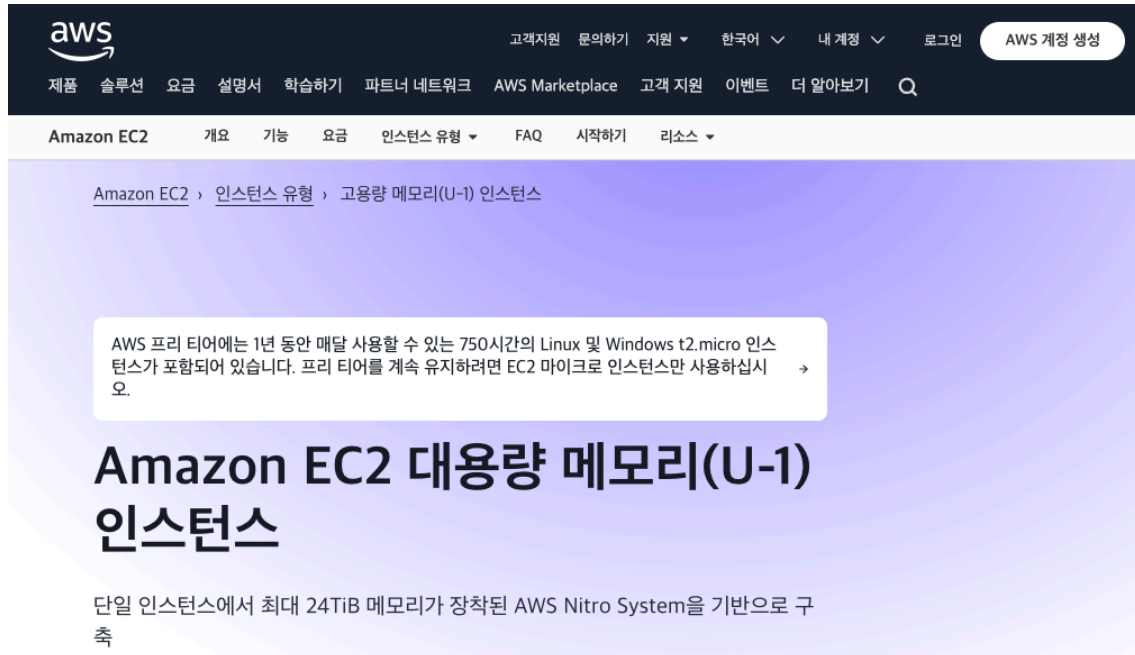 aws
고객지원 문의하기 지원 한국어 내 계정 로그인 AWS 계정 생성
제품 솔루션 요금 설명서 학습하기 파트너 네트워크 AWS Marketplace 고객 지원 이벤트 더 알아보기
Amazon EC2 개요 기능 요금 인스턴스 유형 FAQ 시작하기 리소스
Amazon EC2 › 인스턴스 유형 › 고용량 메모리(U-1) 인스턴스
AWS 프리 티어에는 1년 동안 매달 사용할 수 있는 750시간의 Linux 및 Windows t2.micro 인스
턴스가 포함되어 있습니다. 프리 티어를 계속 유지하려면 EC2 마이크로 인스턴스만 사용하십시
오.
Amazon EC2 대용량 메모리(U-1)
인스턴스
단일 인스턴스에서 최대 24TiB 메모리가 장착된 AWS Nitro System을 기반으로 구
축